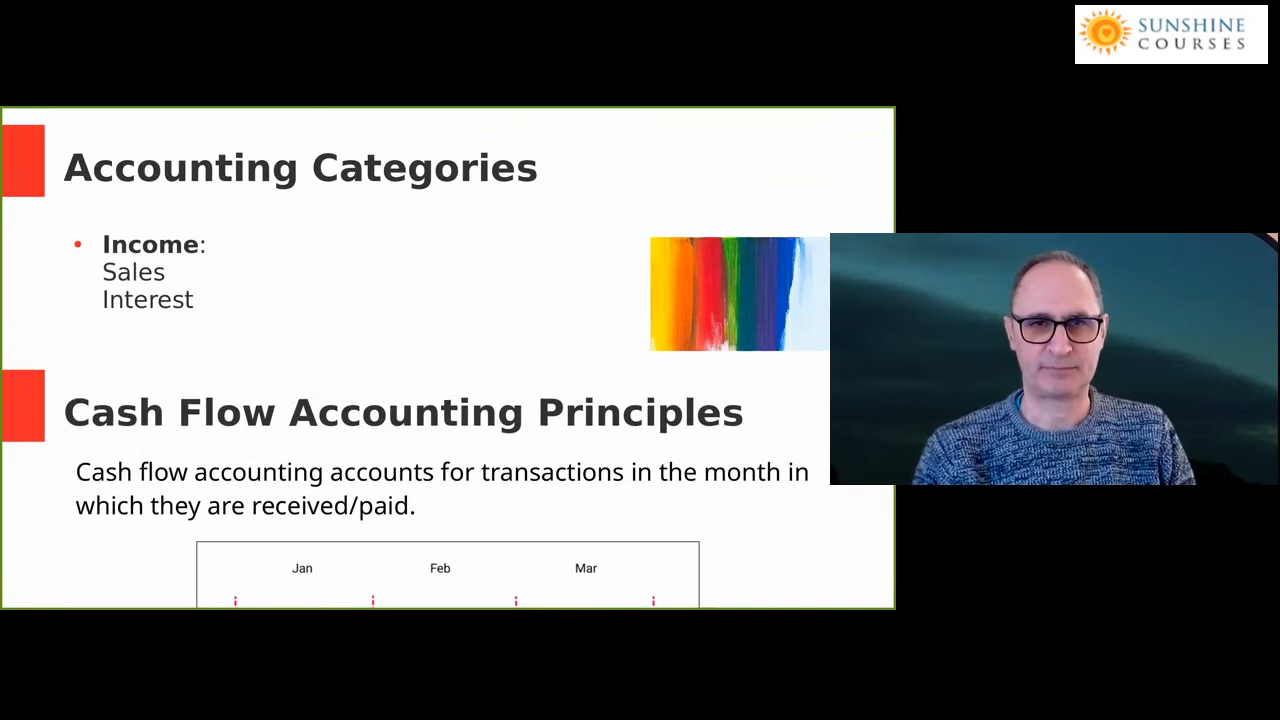 SUNSHINE
COURSES
Accounting Categories
• Income:
Sales
Interest
Cash Flow Accounting Principles
Cash flow accounting accounts for transactions in the month in
which they are received/paid.
Jan Feb Mar